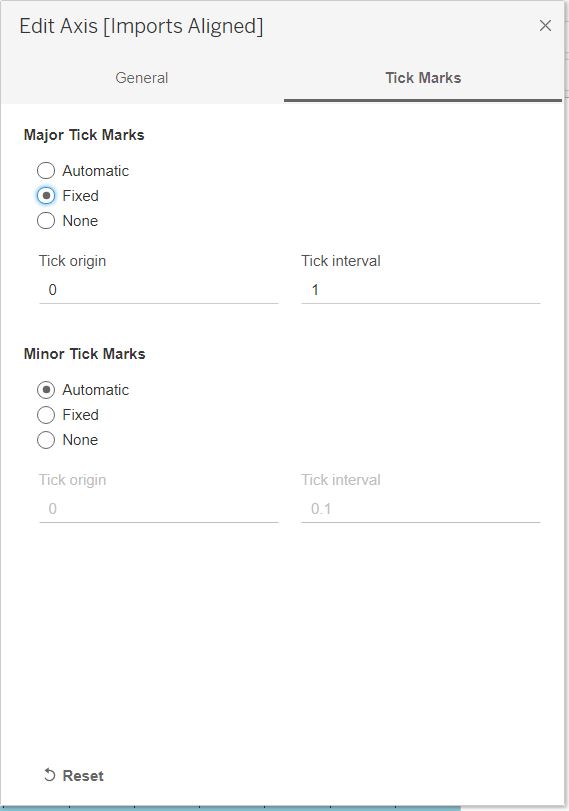 Edit Axis [Imports Aligned]
General Tick Marks
Major Tick Marks
Automatic
Fixed
None
Tick origin Tick interval
0 1
Minor Tick Marks
Automatic
Fixed
None
Tick origin Tick interval
0 0.1
Reset